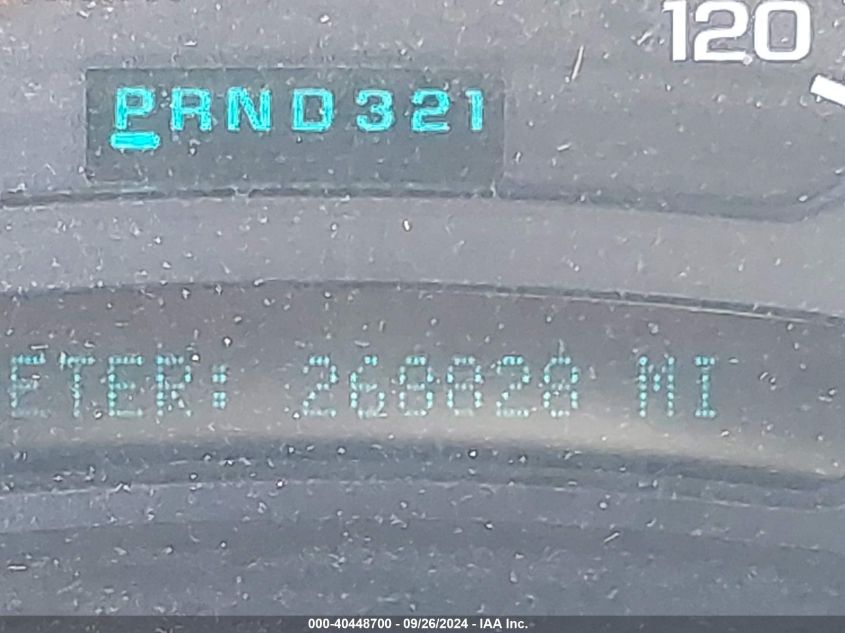 120
PRND321
ETER: 268828 MI
000-40448700 - 09/26/2024 - IAA Inc.